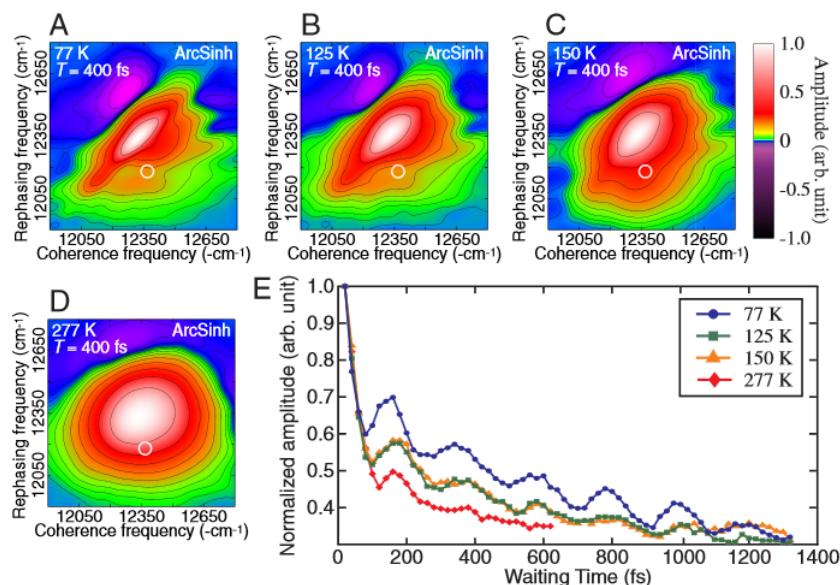 A
77 K ArcSinh
T = 400 fs
Rephasing frequency (cm-1)
12650
12350
12050
12050 12350 12650
Coherence frequency (-cm-1)
B
125 K ArcSinh
T = 400 fs
Rephasing frequency (cm-1)
12650
12350
12050
12050 12350 12650
Coherence frequency (-cm-1)
C
150 K ArcSinh
T = 400 fs
Rephasing frequency (cm-1)
12650
12350
12050
12050 12350 12650
Coherence frequency (-cm-1)
1.0
0.5
0
-0.5
-1.0
Amplitude (arb. unit)
D
277 K ArcSinh
T = 400 fs
Rephasing frequency (cm-1)
12650
12350
12050
12050 12350 12650
Coherence frequency (-cm-1)
E
Normalized amplitude (arb. unit)
1.0
0.9
0.8
0.7
0.6
0.5
0.4
77 K
125 K
150 K
277 K
0 200 400 600 800 1000 1200 1400
Waiting Time (fs)